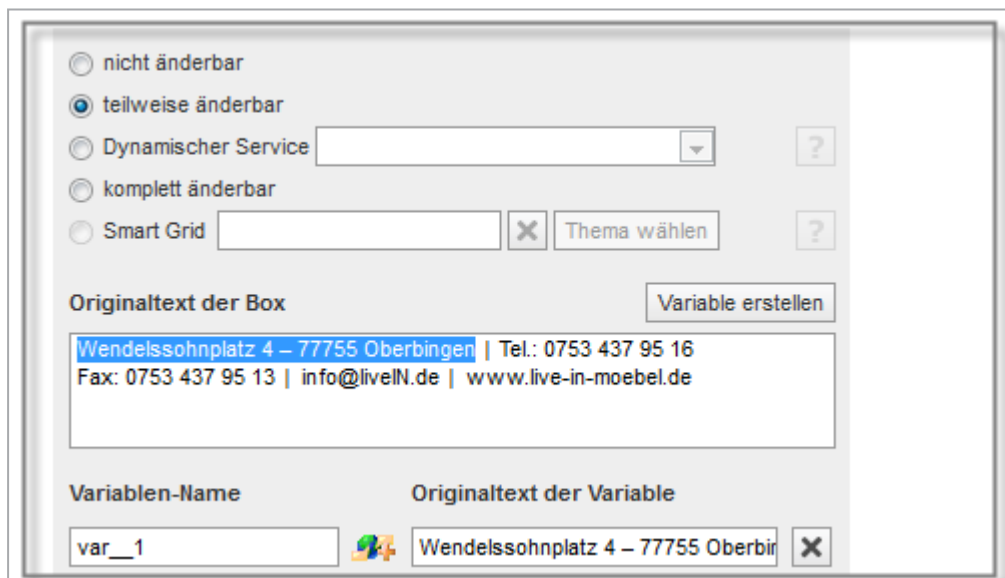 nicht änderbar
teilweise änderbar
Dynamischer Service ?
komplett änderbar
Smart Grid Thema wählen ?
Originaltext der Box Variable erstellen
Wendelssohnplatz 4 – 77755 Oberbingen | Tel.: 0753 437 95 16
Fax: 0753 437 95 13 | info@liveIN.de | www.live-in-moebel.de
Variablen-Name Originaltext der Variable
var__1 Wendelssohnplatz 4 – 77755 Oberbin